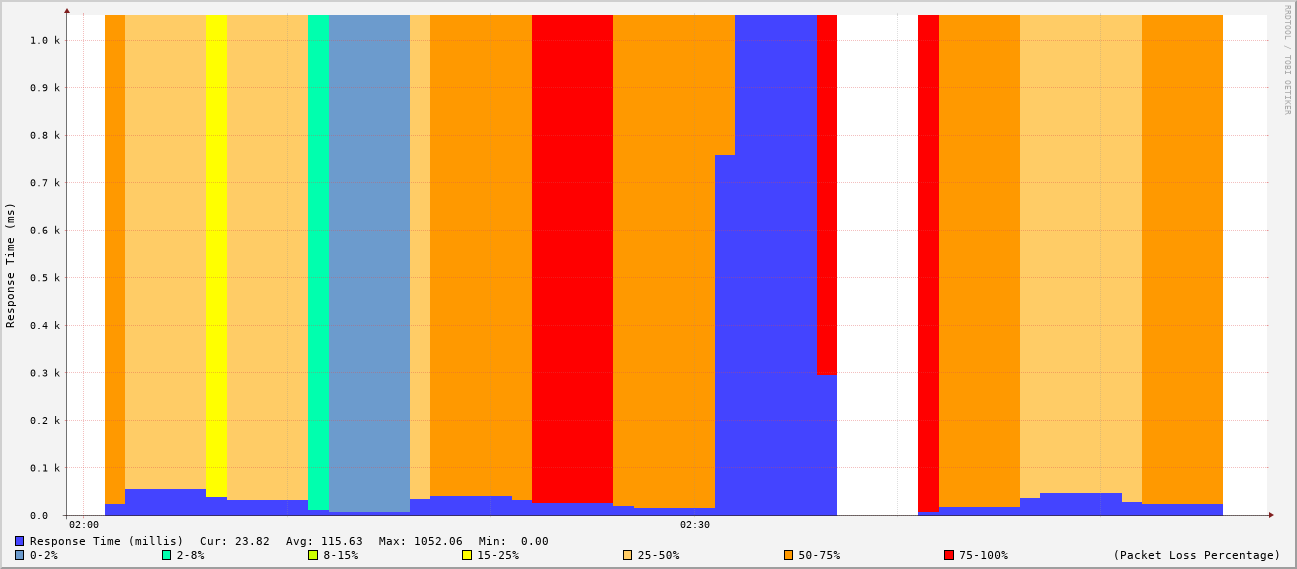 RRDTOOL / TOBI OETIKER
Response Time (ms)
1.0 k
0.9 k
0.8 k
0.7 k
0.6 k
0.5 k
0.4 k
0.3 k
0.2 k
0.1 k
0.0
02:00 02:30
Response Time (millis) Cur: 23.82 Avg: 115.63 Max: 1052.06 Min: 0.00
0-2% 2-8% 8-15% 15-25% 25-50% 50-75% 75-100% (Packet Loss Percentage)